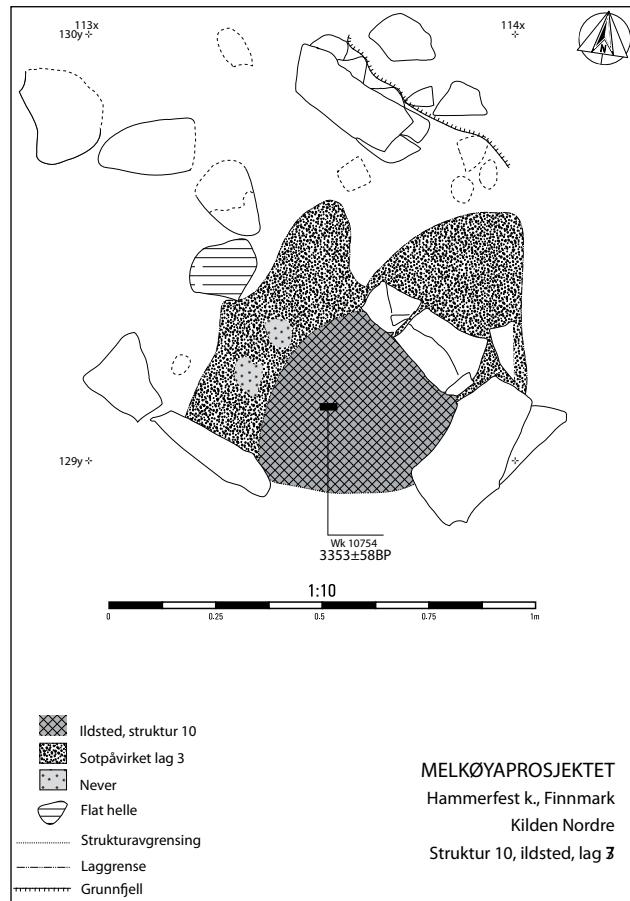 113x
130y
114x
N
129y
Wk 10754
3353±58BP
1:10
0 0.25 0.5 0.75 1m
Ildsted, struktur 10
Sotpåvirket lag 3
Never
Flat helle
Strukturavgrensing
Laggrense
Grunnfjell
MELKØYAPROSJEKTET
Hammerfest k., Finnmark
Kilden Nordre
Struktur 10, ildsted, lag